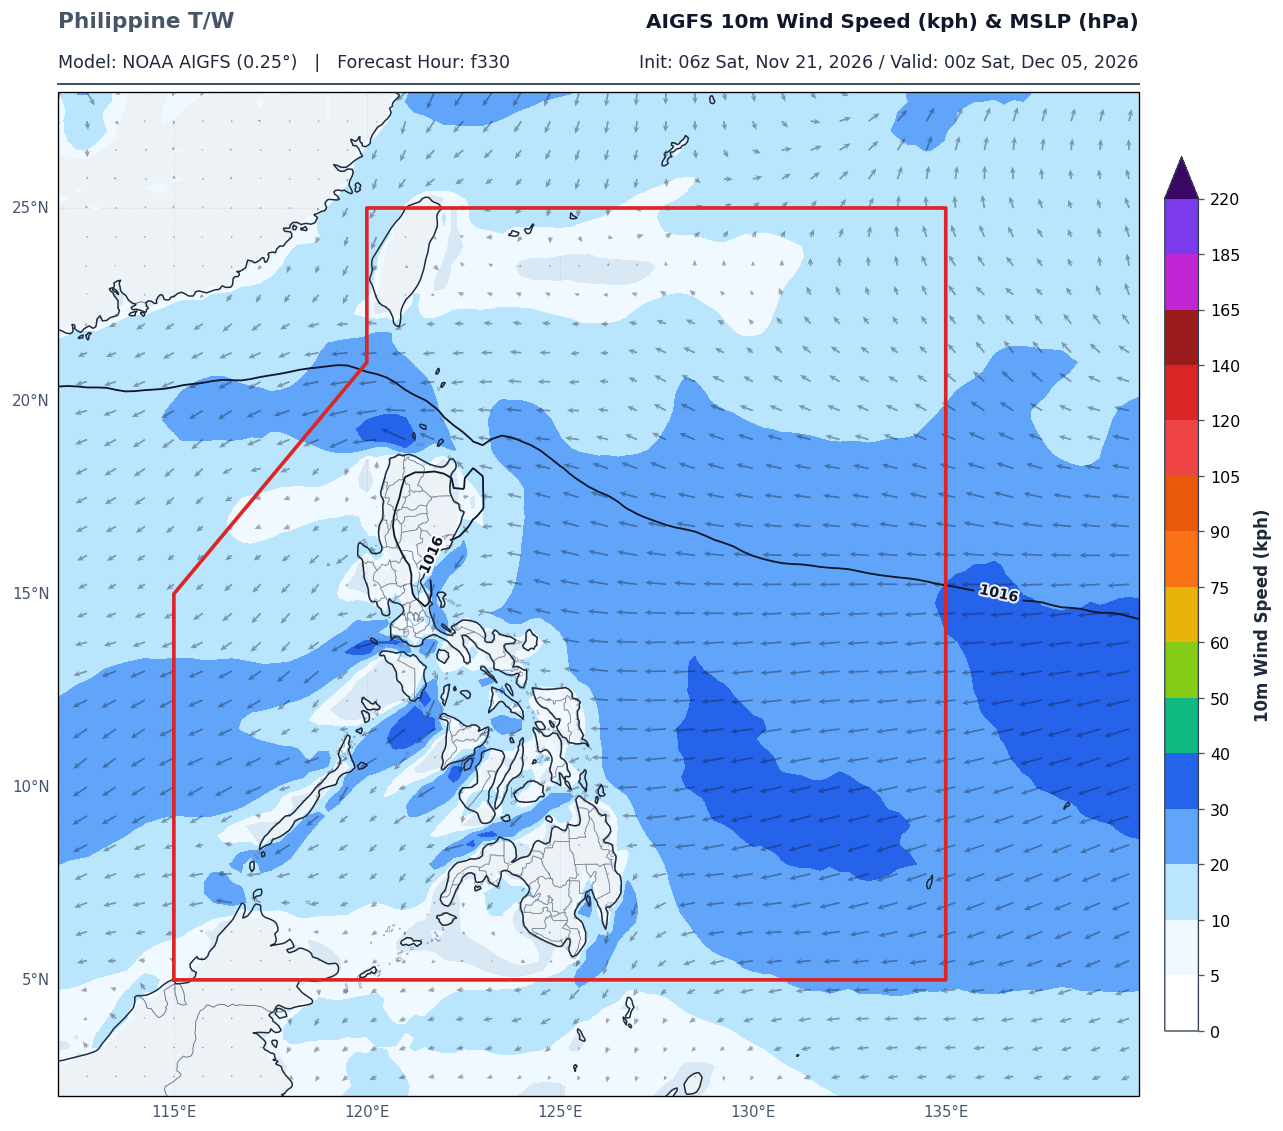 Philippine T/W
AIGFS 10m Wind Speed (kph) & MSLP (hPa)
Model: NOAA AIGFS (0.25°) | Forecast Hour: f330
Init: 06z Sat, Nov 21, 2026 / Valid: 00z Sat, Dec 05, 2026
25°N
20°N
15°N
10°N
5°N
115°E
120°E
125°E
130°E
135°E
1016
1016
220
185
165
140
120
105
90
75
60
50
40
30
20
10
5
0
10m Wind Speed (kph)